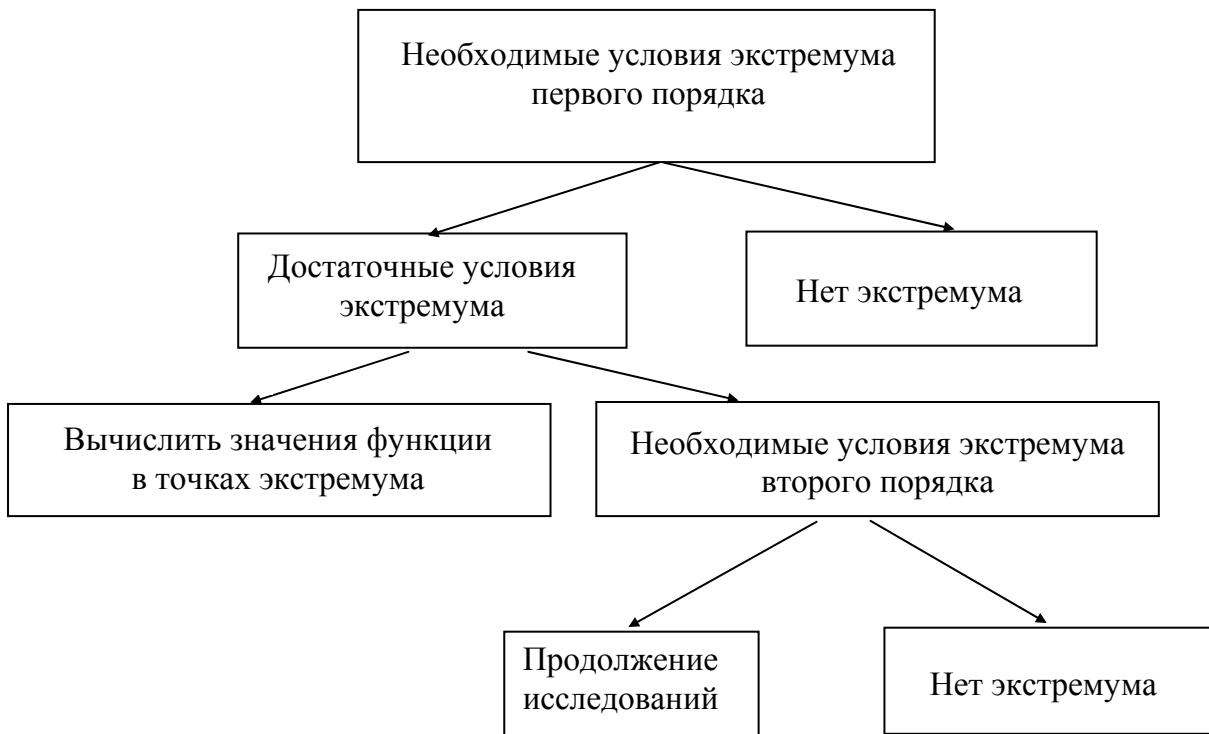 Необходимые условия экстремума
первого порядка
Достаточные условия
экстремума
Нет экстремума
Вычислить значения функции
в точках экстремума
Необходимые условия экстремума
второго порядка
Продолжение
исследований
Нет экстремума